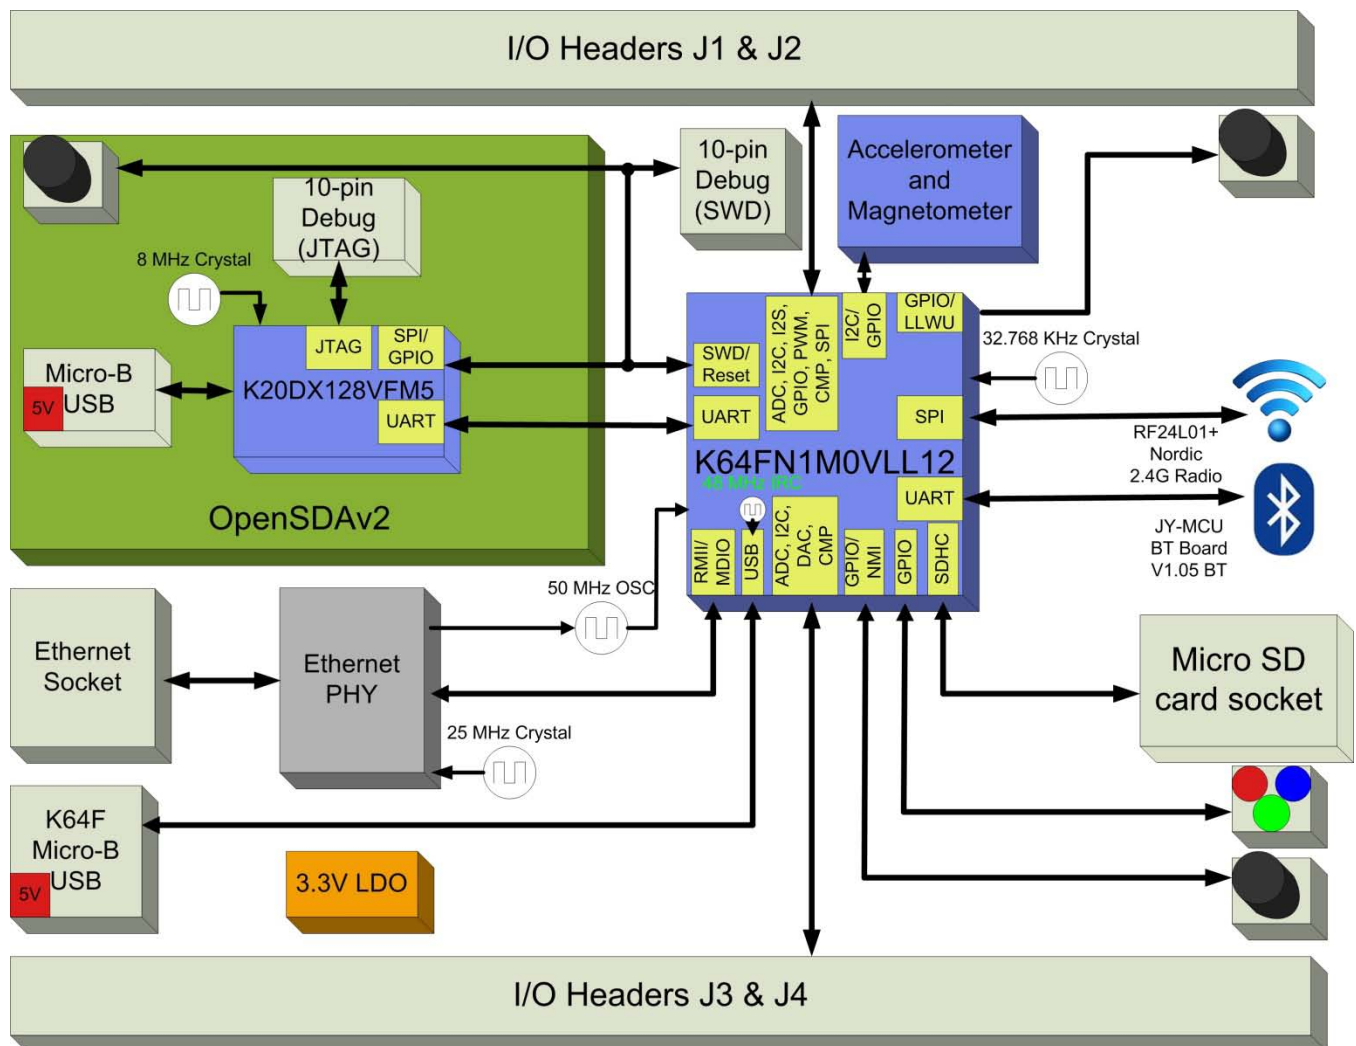 I/O Headers J1 & J2
10-pin
Debug
(SWD)
Accelerometer
and
Magnetometer
10-pin
Debug
(JTAG)
8 MHz Crystal
JTAG
SPI/
GPIO
K20DX128VFM5
UART
Micro-B
USB
5V
OpenSDAv2
SWD/
Reset
UART
ADC, I2C, I2S,
GPIO, PWM,
CMP, SPI
I2C/
GPIO
GPIO/
LLWU
32.768 KHz Crystal
SPI
K64FN1M0VLL12
48 MHz IRC
UART
RMII/
MDIO
USB
ADC, I2C,
DAC,
CMP
GPIO/
NMI
GPIO
SDHC
RF24L01+
Nordic
2.4G Radio
JY-MCU
BT Board
V1.05 BT
50 MHz OSC
Ethernet
Socket
Ethernet
PHY
25 MHz Crystal
Micro SD
card socket
K64F
Micro-B
USB
5V
3.3V LDO
I/O Headers J3 & J4